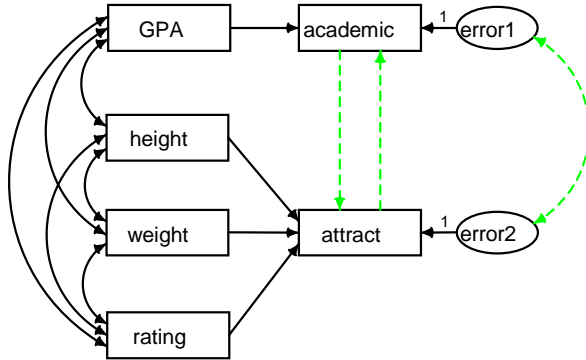 GPA
academic
1
error1
height
weight
attract
1
error2
rating